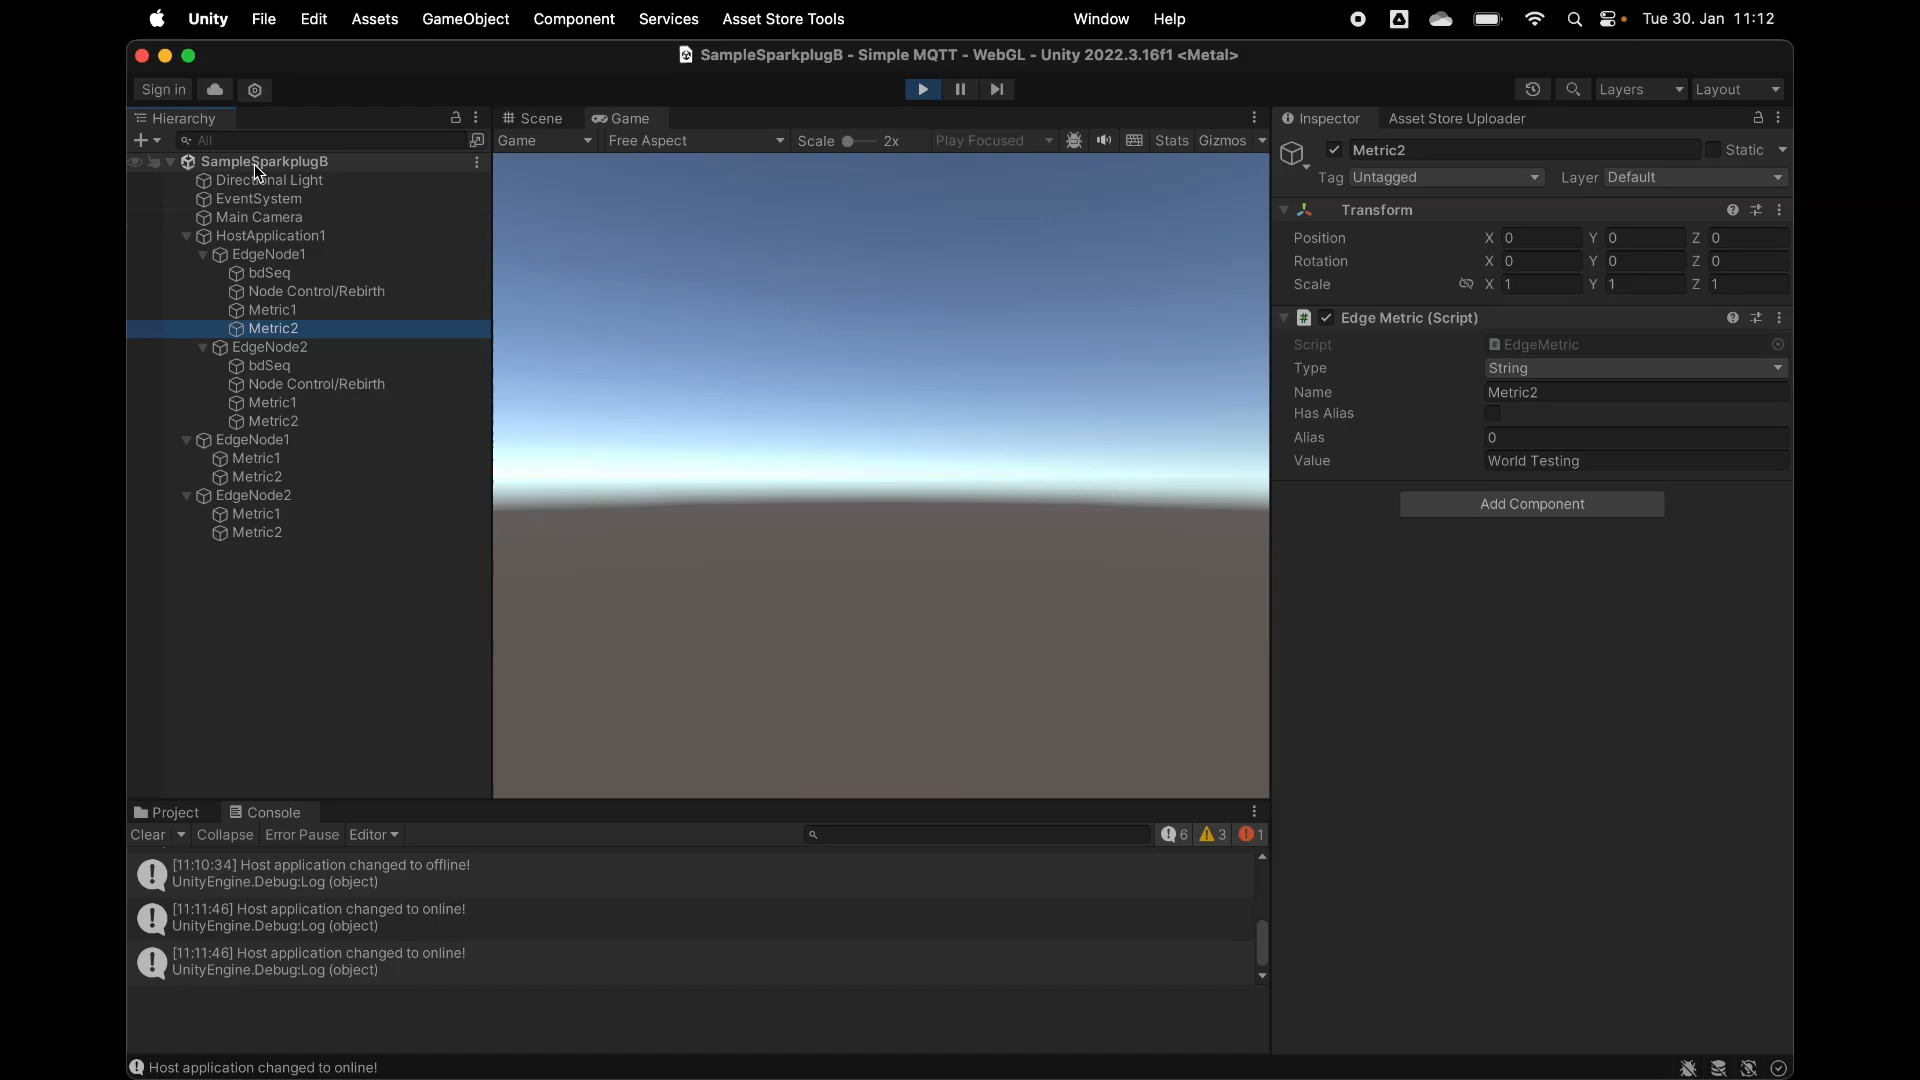 Unity File Edit Assets GameObject Component Services Asset Store Tools Window Help Tue 30. Jan 11:12
SampleSparkplugB - Simple MQTT - WebGL - Unity 2022.3.16f1 <Metal>
Sign in Layers Layout
Hierarchy
All
SampleSparkplugB
Directional Light
EventSystem
Main Camera
HostApplication1
EdgeNode1
bdSeq
Node Control/Rebirth
Metric1
Metric2
EdgeNode2
bdSeq
Node Control/Rebirth
Metric1
Metric2
EdgeNode1
Metric1
Metric2
EdgeNode2
Metric1
Metric2
Scene Game
Game Free Aspect Scale 2x Play Focused Stats Gizmos
Inspector Asset Store Uploader
Metric2 Static
Tag Untagged Layer Default
Transform
Position X 0 Y 0 Z 0
Rotation X 0 Y 0 Z 0
Scale X 1 Y 1 Z 1
# Edge Metric (Script)
Script EdgeMetric
Type String
Name Metric2
Has Alias
Alias 0
Value World Testing
Add Component
Project Console
Clear Collapse Error Pause Editor 6 3 1
[11:10:34] Host application changed to offline!
UnityEngine.Debug:Log (object)
[11:11:46] Host application changed to online!
UnityEngine.Debug:Log (object)
[11:11:46] Host application changed to online!
UnityEngine.Debug:Log (object)
Host application changed to online!